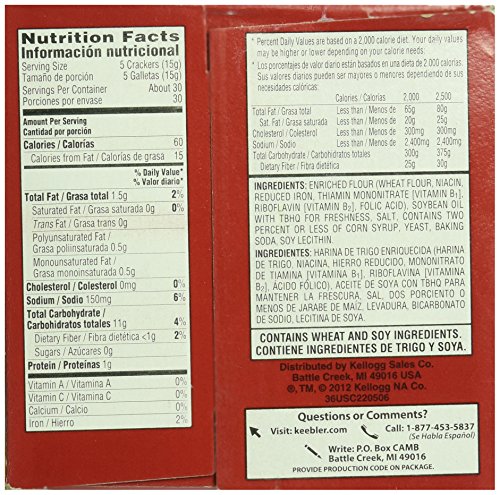 Nutrition Facts
Información nutricional
Serving Size 5 Crackers (15g)
Tamaño de porción 5 Galletas (15g)
Servings Per Container About 30
Porciones por envase 30
Amount Per Serving
Cantidad por porción
Calories / Calorías 60
Calories from Fat / Calorías de grasa 15
% Daily Value*
% Valor diario*
Total Fat / Grasa total 1.5g 2%
Saturated Fat / Grasa saturada 0g 0%
Trans Fat / Grasa trans 0g
Polyunsaturated Fat /
Grasa poliinsaturada 0.5g
Monounsaturated Fat /
Grasa monoinsaturada 0.5g
Cholesterol / Colesterol 0mg 0%
Sodium / Sodio 150mg 6%
Total Carbohydrate /
Carbohidratos totales 11g 4%
Dietary Fiber / Fibra dietética <1g 2%
Sugars / Azúcares 0g
Protein / Proteínas 1g
Vitamin A / Vitamina A 0%
Vitamin C / Vitamina C 0%
Calcium / Calcio 0%
Iron / Hierro 2%
* Percent Daily Values are based on a 2,000 calorie diet. Your daily values
may be higher or lower depending on your calorie needs.
* Los porcentajes de valor diario están basados en una dieta de 2,000 calorías.
Sus valores diarios pueden ser mayores o menores dependiendo de sus
necesidades calóricas:
Calories / Calorías 2,000 2,500
Total Fat / Grasa total Less than / Menos de 65g 80g
Sat. Fat / Grasa saturada Less than / Menos de 20g 25g
Cholesterol / Colesterol Less than / Menos de 300mg 300mg
Sodium / Sodio Less than / Menos de 2,400mg 2,400mg
Total Carbohydrate / Carbohidratos totales 300g 375g
Dietary Fiber / Fibra dietética 25g 30g
INGREDIENTS: ENRICHED FLOUR (WHEAT FLOUR, NIACIN,
REDUCED IRON, THIAMIN MONONITRATE [VITAMIN B1],
RIBOFLAVIN [VITAMIN B2], FOLIC ACID), SOYBEAN OIL
WITH TBHQ FOR FRESHNESS, SALT, CONTAINS TWO
PERCENT OR LESS OF CORN SYRUP, YEAST, BAKING
SODA, SOY LECITHIN.
INGREDIENTES: HARINA DE TRIGO ENRIQUECIDA (HARINA
DE TRIGO, NIACINA, HIERRO REDUCIDO, MONONITRATO
DE TIAMINA [VITAMINA B1], RIBOFLAVINA [VITAMINA
B2], ÁCIDO FÓLICO), ACEITE DE SOYA CON TBHQ PARA
MANTENER LA FRESCURA, SAL, DOS PORCIENTO O
MENOS DE JARABE DE MAÍZ, LEVADURA, BICARBONATO
DE SODIO, LECITINA DE SOYA.
CONTAINS WHEAT AND SOY INGREDIENTS.
CONTIENE INGREDIENTES DE TRIGO Y SOYA.
Distributed by Kellogg Sales Co.
Battle Creek, MI 49016 USA
®, TM, © 2012 Kellogg NA Co.
36USC220506
Questions or Comments?
Visit: keebler.com Call: 1-877-453-5837
(Se Habla Español)
Write: P.O. Box CAMB
Battle Creek, MI 49016
PROVIDE PRODUCTION CODE ON PACKAGE.